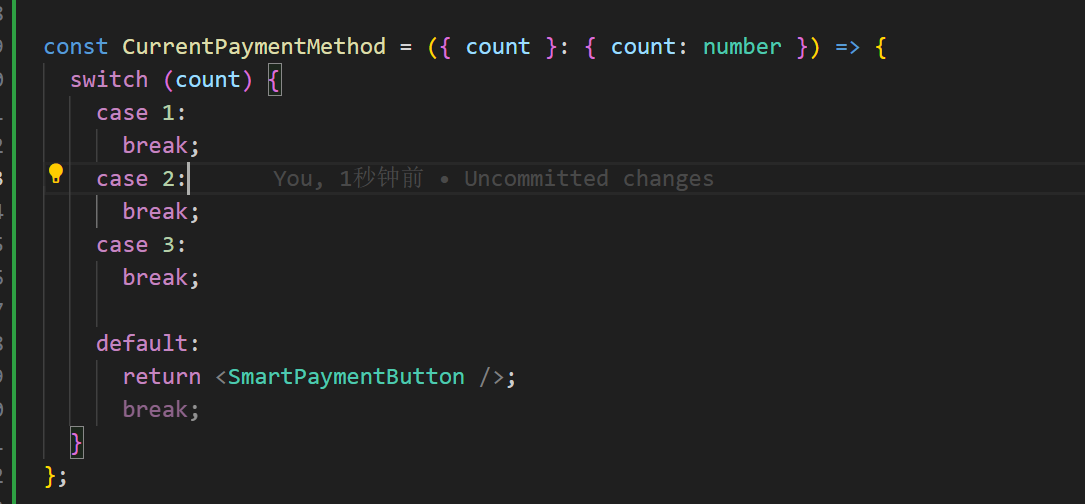 const CurrentPaymentMethod = ({ count }: { count: number }) => {
switch (count) {
case 1:
break;
case 2: You, 1秒钟前 • Uncommitted changes
break;
case 3:
break;
default:
return <SmartPaymentButton />;
break;
}
};